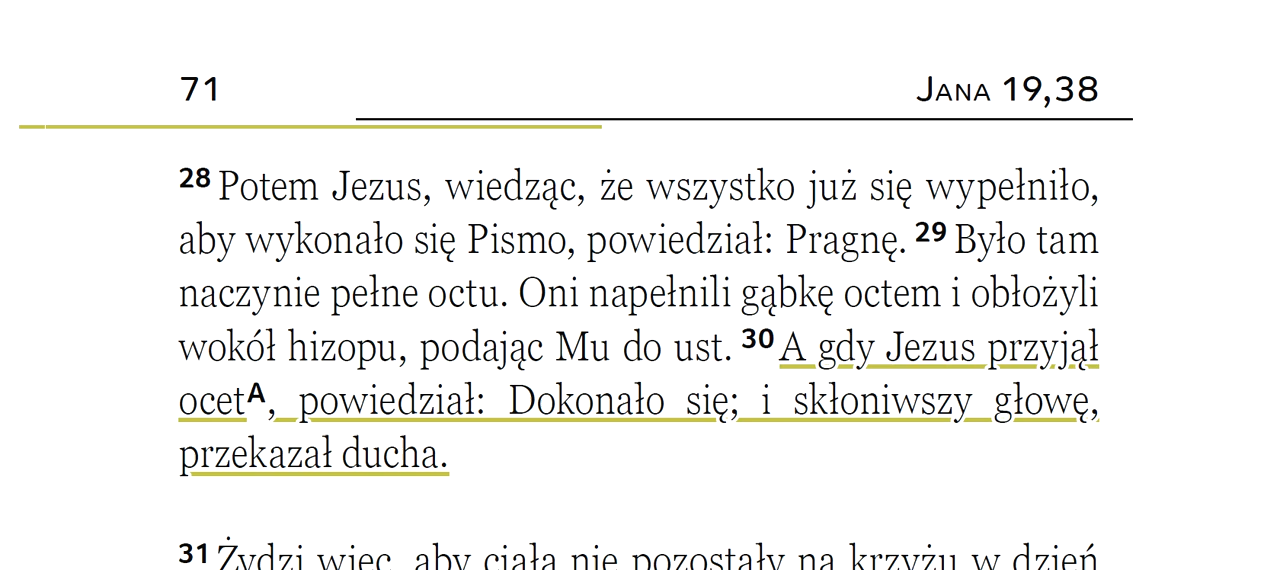 71 Jana 19,38
28 Potem Jezus, wiedząc, że wszystko już się wypełniło,
aby wykonało się Pismo, powiedział: Pragnę. 29 Było tam
naczynie pełne octu. Oni napełnili gąbkę octem i obłożyli
wokół hizopu, podając Mu do ust. 30 A gdy Jezus przyjął
ocetA, powiedział: Dokonało się; i skłoniwszy głowę,
przekazał ducha.
31 Żydzi więc, aby ciała nie pozostały na krzyżu w dzień